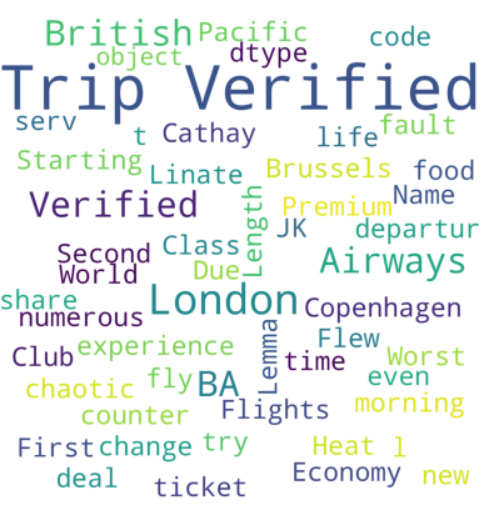 British Pacific code
object dtype
Trip Verified
serv t Cathay life fault
Starting Linate Brussels food
Verified Length Premium Name
JK departur
Second Class Airways
World Due
share London Copenhagen
numerous Lemma Flew
Club experience time Worst
chaotic fly BA even
counter Flights morning
First change try Heat l
deal ticket Economy new